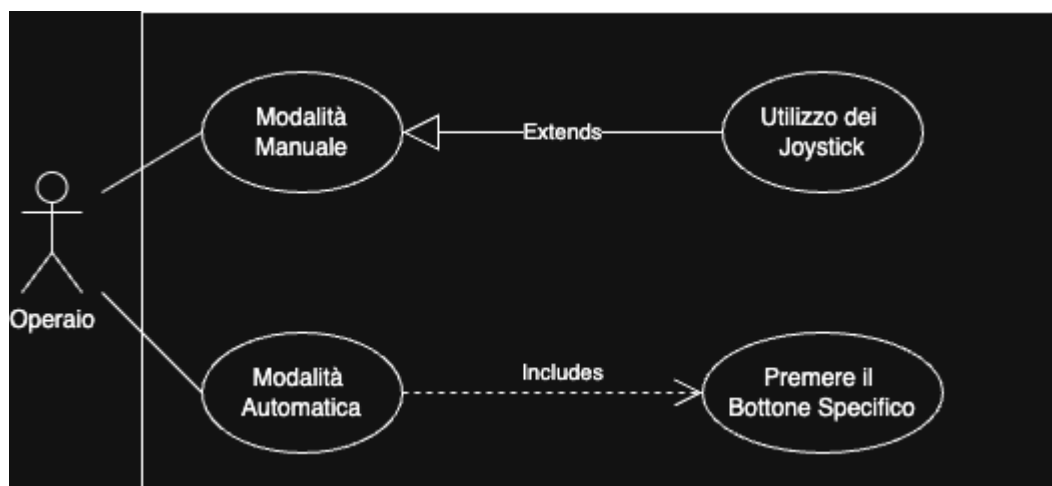 Modalità
Manuale
Extends
Utilizzo dei
Joystick
Operaio
Modalità
Automatica
Includes
Premere il
Bottone Specifico